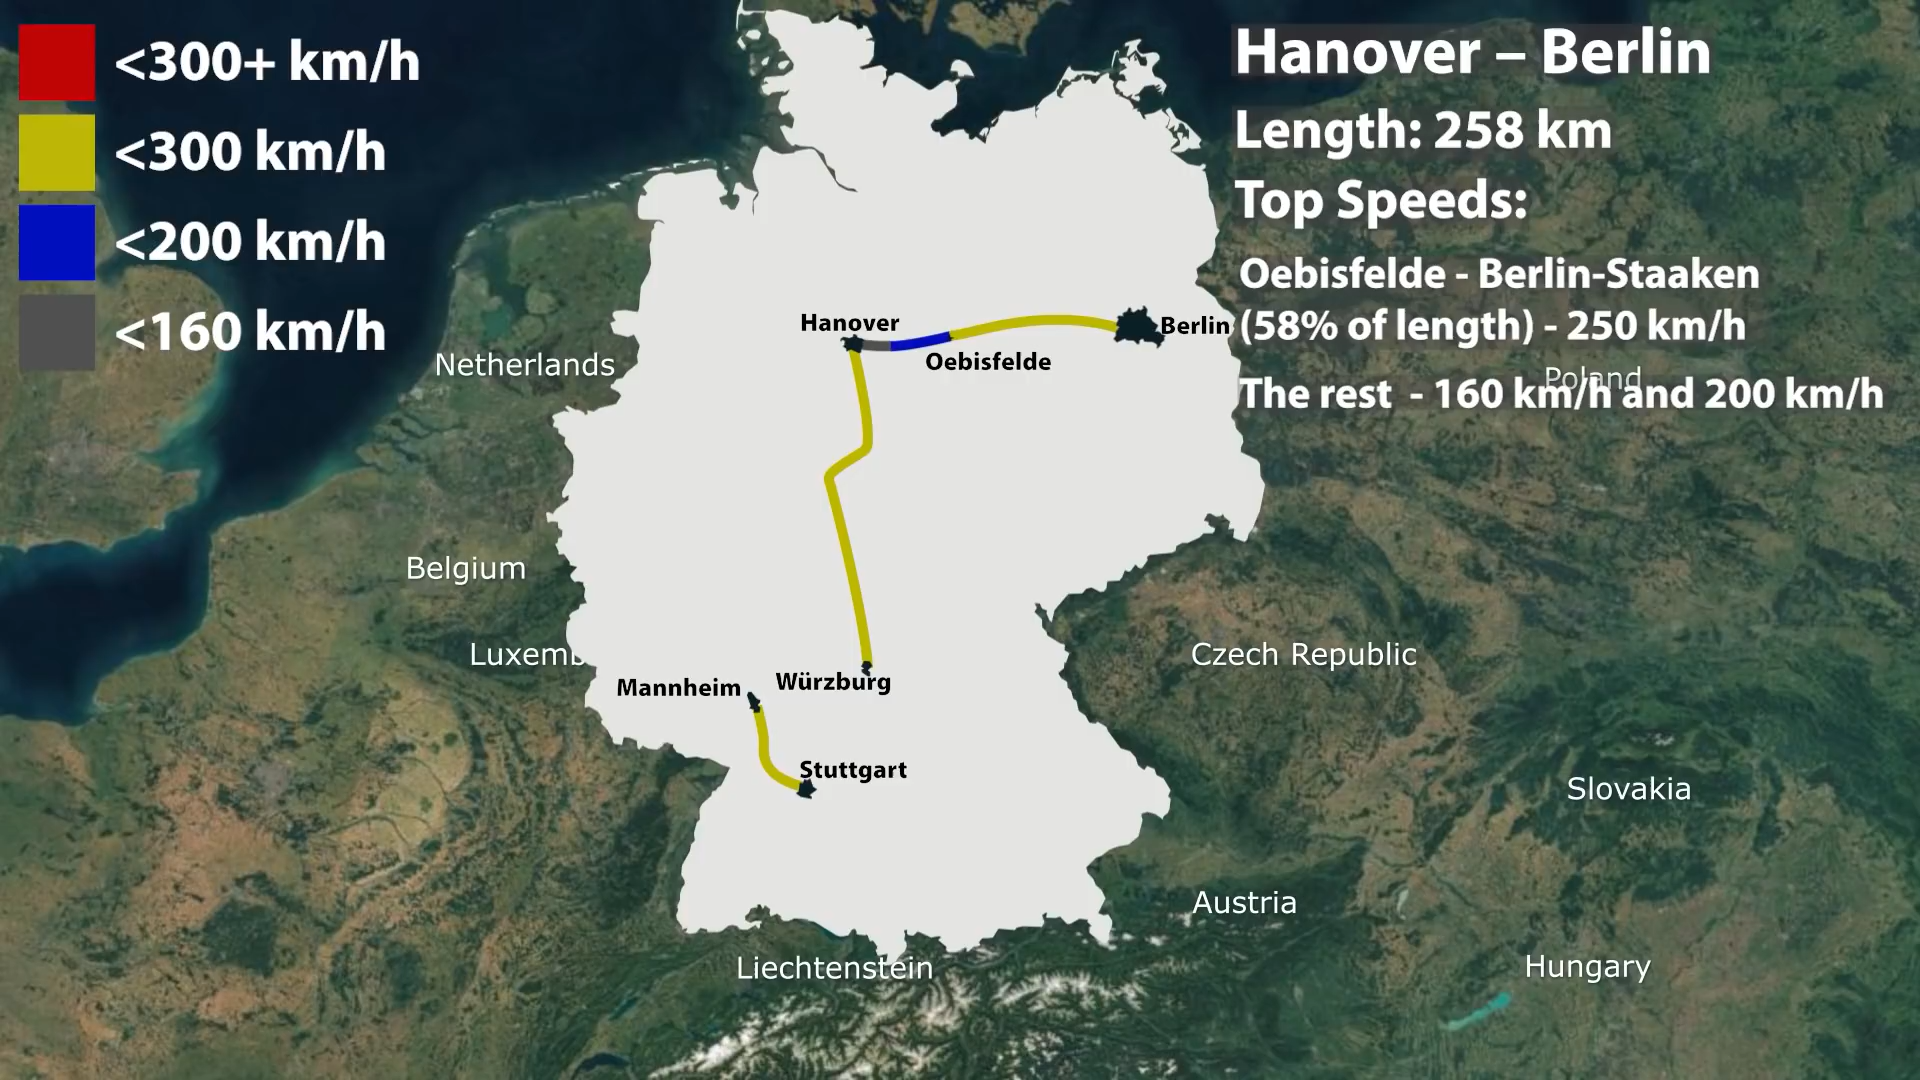 <300+ km/h
<300 km/h
<200 km/h
<160 km/h
Hanover – Berlin
Length: 258 km
Top Speeds:
Oebisfelde - Berlin-Staaken
(58% of length) - 250 km/h
The rest - 160 km/h and 200 km/h
Poland
Hanover
Berlin
Oebisfelde
Netherlands
Belgium
Luxemb
Czech Republic
Mannheim
Würzburg
Stuttgart
Slovakia
Austria
Liechtenstein
Hungary